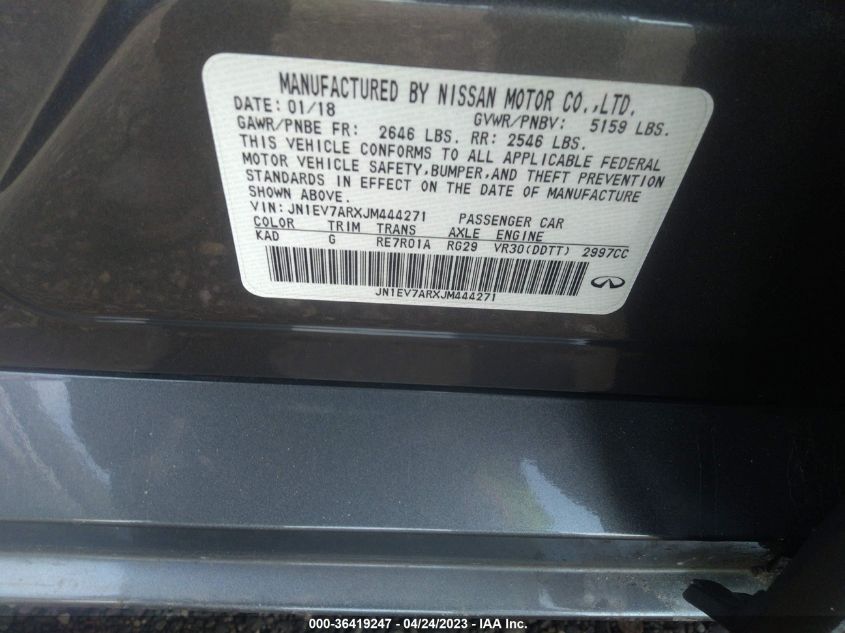 MANUFACTURED BY NISSAN MOTOR CO.,LTD.
DATE: 01/18 GVWR/PNBV: 5159 LBS.
GAWR/PNBE FR: 2646 LBS. RR: 2546 LBS.
THIS VEHICLE CONFORMS TO ALL APPLICABLE FEDERAL
MOTOR VEHICLE SAFETY,BUMPER,AND THEFT PREVENTION
STANDARDS IN EFFECT ON THE DATE OF MANUFACTURE
SHOWN ABOVE.
VIN: JN1EV7ARXJM444271 PASSENGER CAR
COLOR TRIM TRANS AXLE ENGINE
KAD G RE7R01A RG29 VR30(DDTT) 2997CC
JN1EV7ARXJM444271
000-36419247 - 04/24/2023 - IAA Inc.